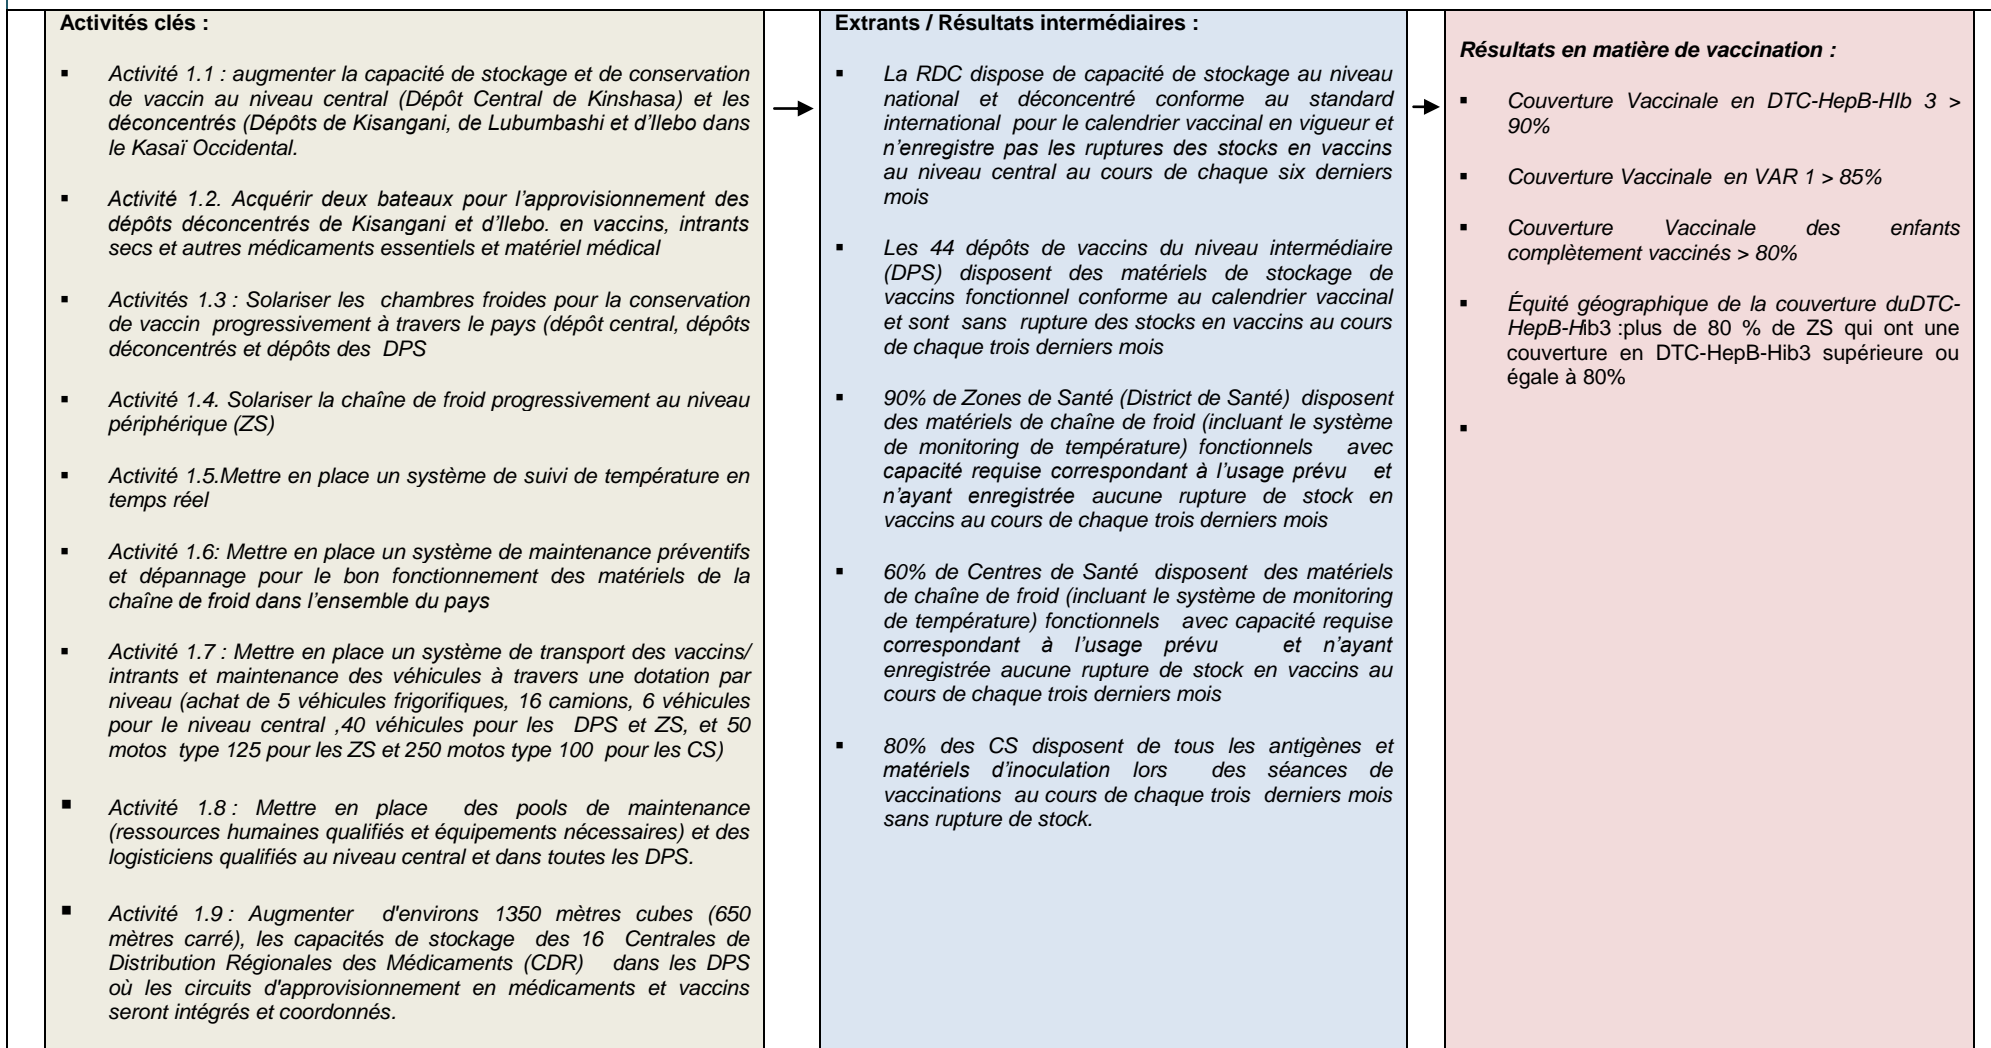 Activités clés :
▪ Activité 1.1 : augmenter la capacité de stockage et de conservation
de vaccin au niveau central (Dépôt Central de Kinshasa) et les
déconcentrés (Dépôts de Kisangani, de Lubumbashi et d’Ilebo dans
le Kasaï Occidental.
▪ Activité 1.2. Acquérir deux bateaux pour l’approvisionnement des
dépôts déconcentrés de Kisangani et d’Ilebo. en vaccins, intrants
secs et autres médicaments essentiels et matériel médical
▪ Activités 1.3 : Solariser les chambres froides pour la conservation
de vaccin progressivement à travers le pays (dépôt central, dépôts
déconcentrés et dépôts des DPS
▪ Activité 1.4. Solariser la chaîne de froid progressivement au niveau
périphérique (ZS)
▪ Activité 1.5.Mettre en place un système de suivi de température en
temps réel
▪ Activité 1.6: Mettre en place un système de maintenance préventifs
et dépannage pour le bon fonctionnement des matériels de la
chaîne de froid dans l’ensemble du pays
▪ Activité 1.7 : Mettre en place un système de transport des vaccins/
intrants et maintenance des véhicules à travers une dotation par
niveau (achat de 5 véhicules frigorifiques, 16 camions, 6 véhicules
pour le niveau central ,40 véhicules pour les DPS et ZS, et 50
motos type 125 pour les ZS et 250 motos type 100 pour les CS)
▪ Activité 1.8 : Mettre en place des pools de maintenance
(ressources humaines qualifiés et équipements nécessaires) et des
logisticiens qualifiés au niveau central et dans toutes les DPS.
▪ Activité 1.9 : Augmenter d'environs 1350 mètres cubes (650
mètres carré), les capacités de stockage des 16 Centrales de
Distribution Régionales des Médicaments (CDR) dans les DPS
où les circuits d'approvisionnement en médicaments et vaccins
seront intégrés et coordonnés.
Extrants / Résultats intermédiaires :
▪ La RDC dispose de capacité de stockage au niveau
national et déconcentré conforme au standard
international pour le calendrier vaccinal en vigueur et
n’enregistre pas les ruptures des stocks en vaccins
au niveau central au cours de chaque six derniers
mois
▪ Les 44 dépôts de vaccins du niveau intermédiaire
(DPS) disposent des matériels de stockage de
vaccins fonctionnel conforme au calendrier vaccinal
et sont sans rupture des stocks en vaccins au cours
de chaque trois derniers mois
▪ 90% de Zones de Santé (District de Santé) disposent
des matériels de chaîne de froid (incluant le système
de monitoring de température) fonctionnels avec
capacité requise correspondant à l’usage prévu et
n’ayant enregistrée aucune rupture de stock en
vaccins au cours de chaque trois derniers mois
▪ 60% de Centres de Santé disposent des matériels
de chaîne de froid (incluant le système de monitoring
de température) fonctionnels avec capacité requise
correspondant à l’usage prévu et n’ayant
enregistrée aucune rupture de stock en vaccins au
cours de chaque trois derniers mois
▪ 80% des CS disposent de tous les antigènes et
matériels d’inoculation lors des séances de
vaccinations au cours de chaque trois derniers mois
sans rupture de stock.
Résultats en matière de vaccination :
▪ Couverture Vaccinale en DTC-HepB-HIb 3 >
90%
▪ Couverture Vaccinale en VAR 1 > 85%
▪ Couverture Vaccinale des enfants
complètement vaccinés > 80%
▪ Équité géographique de la couverture duDTC-
HepB-Hib3 :plus de 80 % de ZS qui ont une
couverture en DTC-HepB-Hib3 supérieure ou
égale à 80%
▪